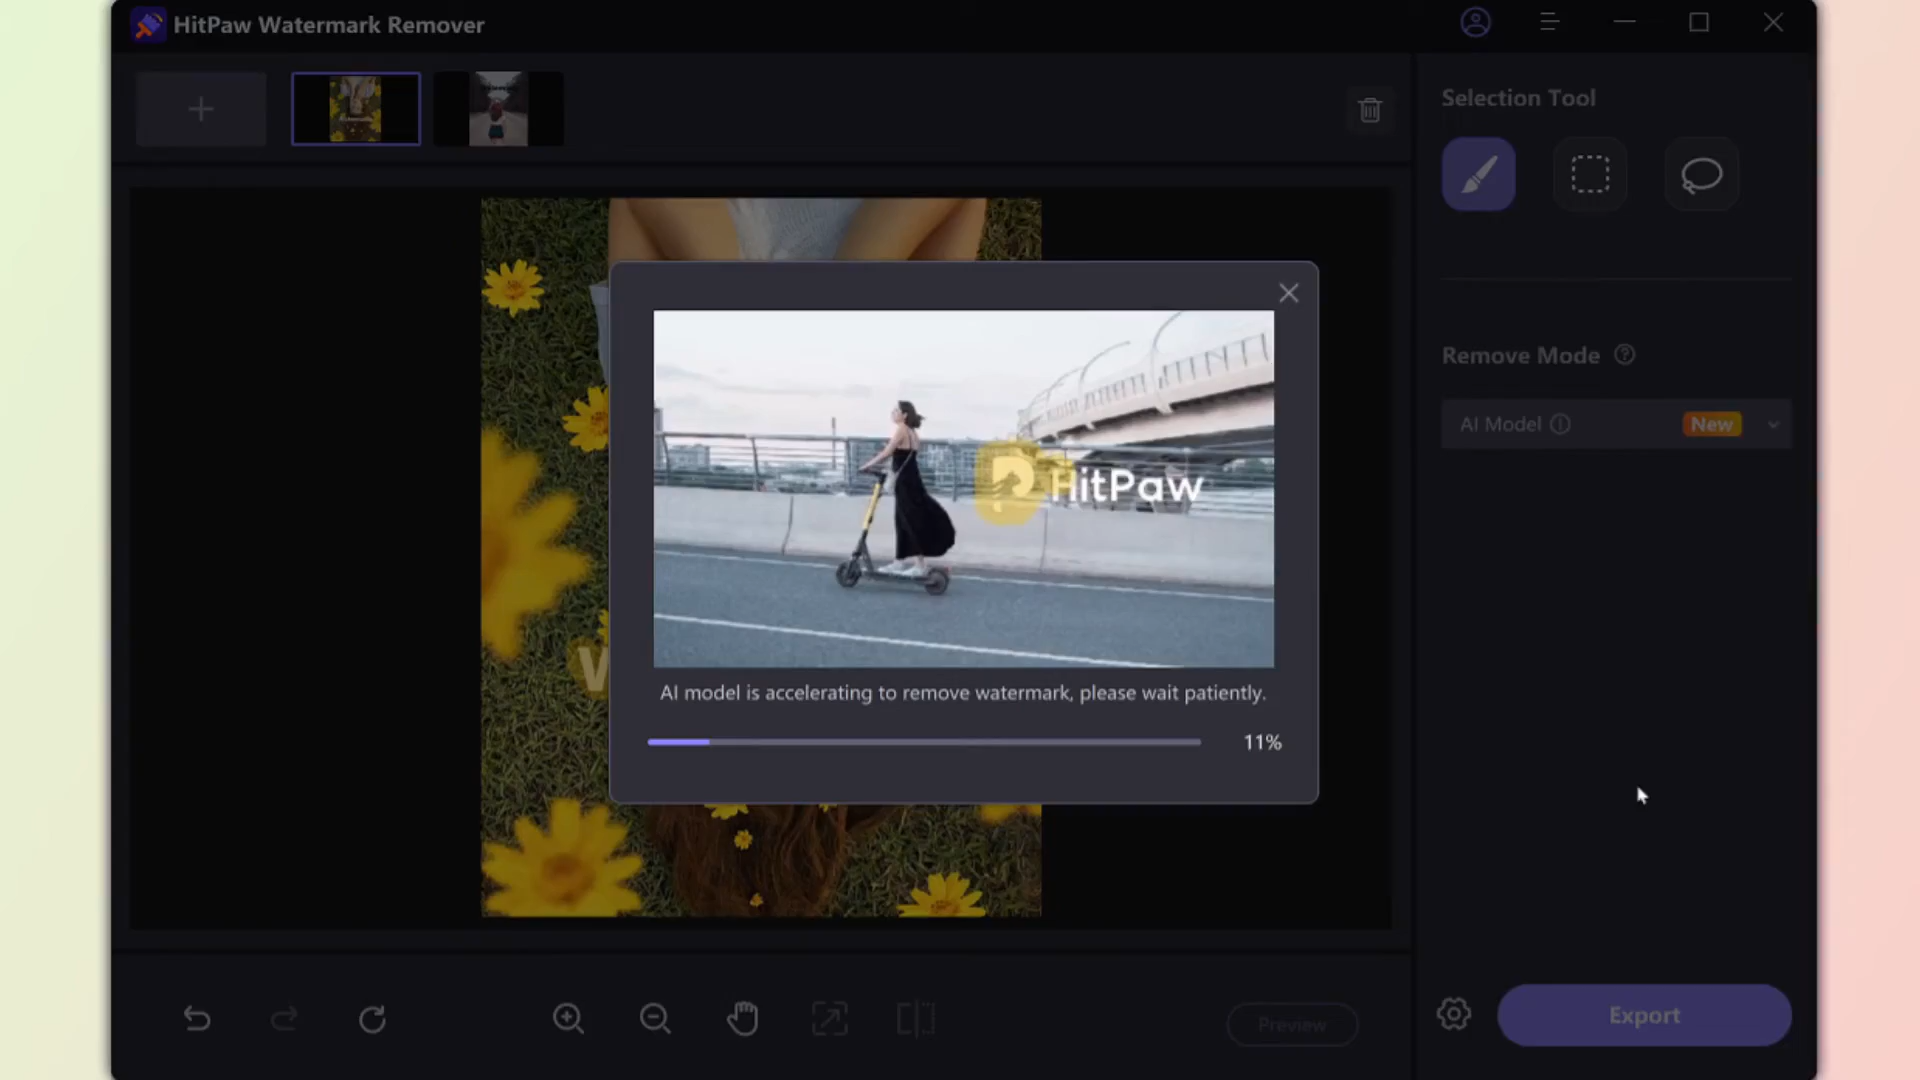 HitPaw Watermark Remover
Selection Tool
Remove Mode
AI Model
New
HitPaw
AI model is accelerating to remove watermark, please wait patiently.
11%
Preview
Export